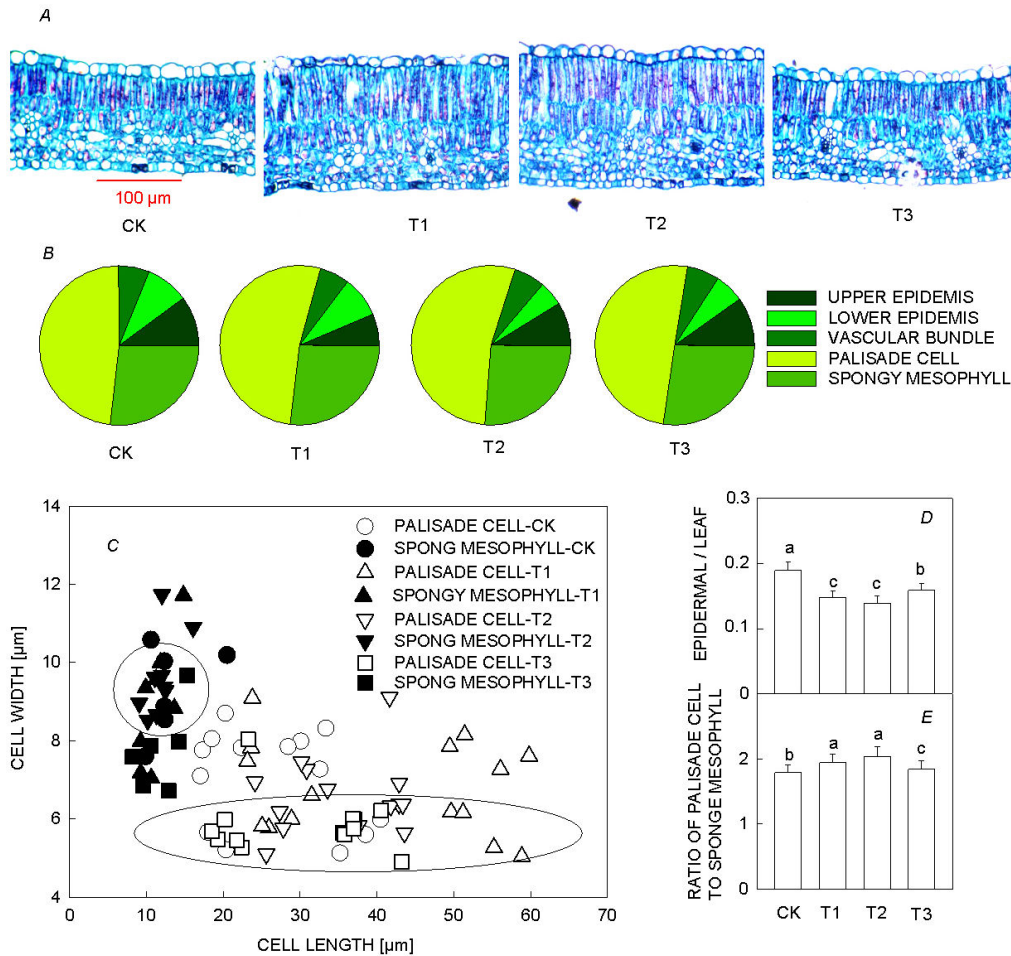 A
100 µm
CK
T1
T2
T3
B
UPPER EPIDEMIS
LOWER EPIDEMIS
VASCULAR BUNDLE
PALISADE CELL
SPONGY MESOPHYLL
CK
T1
T2
T3
14
12
10
8
6
4
CELL WIDTH [µm]
C
PALISADE CELL-CK
SPONG MESOPHYLL-CK
PALISADE CELL-T1
SPONGY MESOPHYLL-T1
PALISADE CELL-T2
SPONG MESOPHYLL-T2
PALISADE CELL-T3
SPONG MESOPHYLL-T3
0 10 20 30 40 50 60 70
CELL LENGTH [µm]
EPIDERMAL / LEAF
0.3
0.2
0.1
0
D
a
c
c
b
RATIO OF PALISADE CELL
TO SPONGE MESOPHYLL
E
2
0
b
a
a
c
CK T1 T2 T3